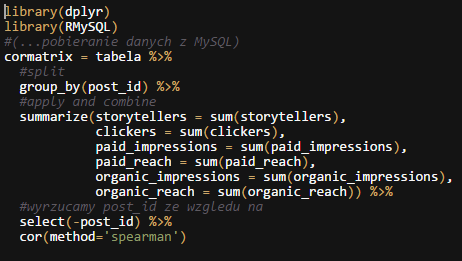 library(dplyr)
library(RMySQL)
#(...pobieranie danych z MySQL)
cormatrix = tabela %>%
  #split
  group_by(post_id) %>%
  #apply and combine
  summarize(storytellers = sum(storytellers),
            clickers = sum(clickers),
            paid_impressions = sum(paid_impressions),
            paid_reach = sum(paid_reach),
            organic_impressions = sum(organic_impressions),
            organic_reach = sum(organic_reach)) %>%
  #wyrzucamy post_id ze wzgledu na
  select(-post_id) %>%
  cor(method='spearman')